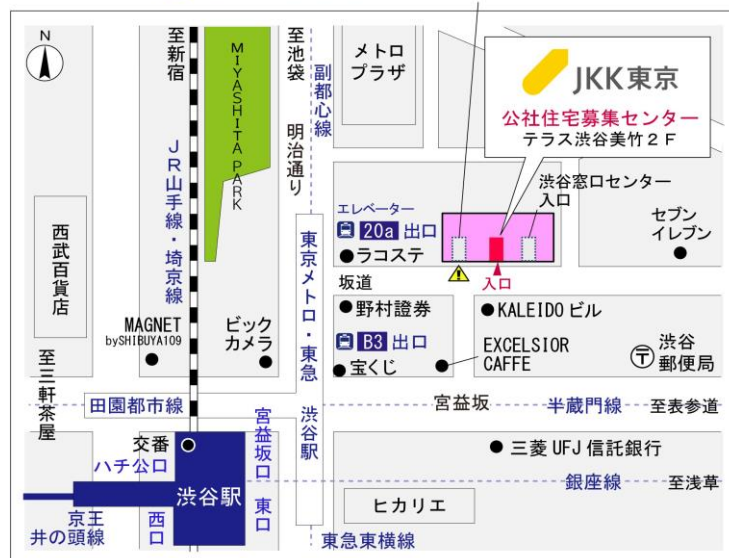 N
至新宿
MIYASHITA PARK
至池袋
明治通り
副都心線
メトロ
プラザ
JKK東京
公社住宅募集センター
テラス渋谷美竹2F
JR山手線・埼京線
西武百貨店
エレベーター
20a 出口
ラコステ
渋谷窓口センター
入口
セブン
イレブン
入口
坂道
東京メトロ・東急 渋谷駅
MAGNET
bySHIBUYA109
ビック
カメラ
野村證券
KALEIDO ビル
B3 出口
宝くじ
EXCELSIOR
CAFFE
〒
渋谷
郵便局
至三軒茶屋
田園都市線
宮益坂
半蔵門線
至表参道
交番
ハチ公口
宮益坂口
三菱 UFJ 信託銀行
渋谷駅
西口
東口
銀座線
至浅草
京王
井の頭線
ヒカリエ
東急東横線